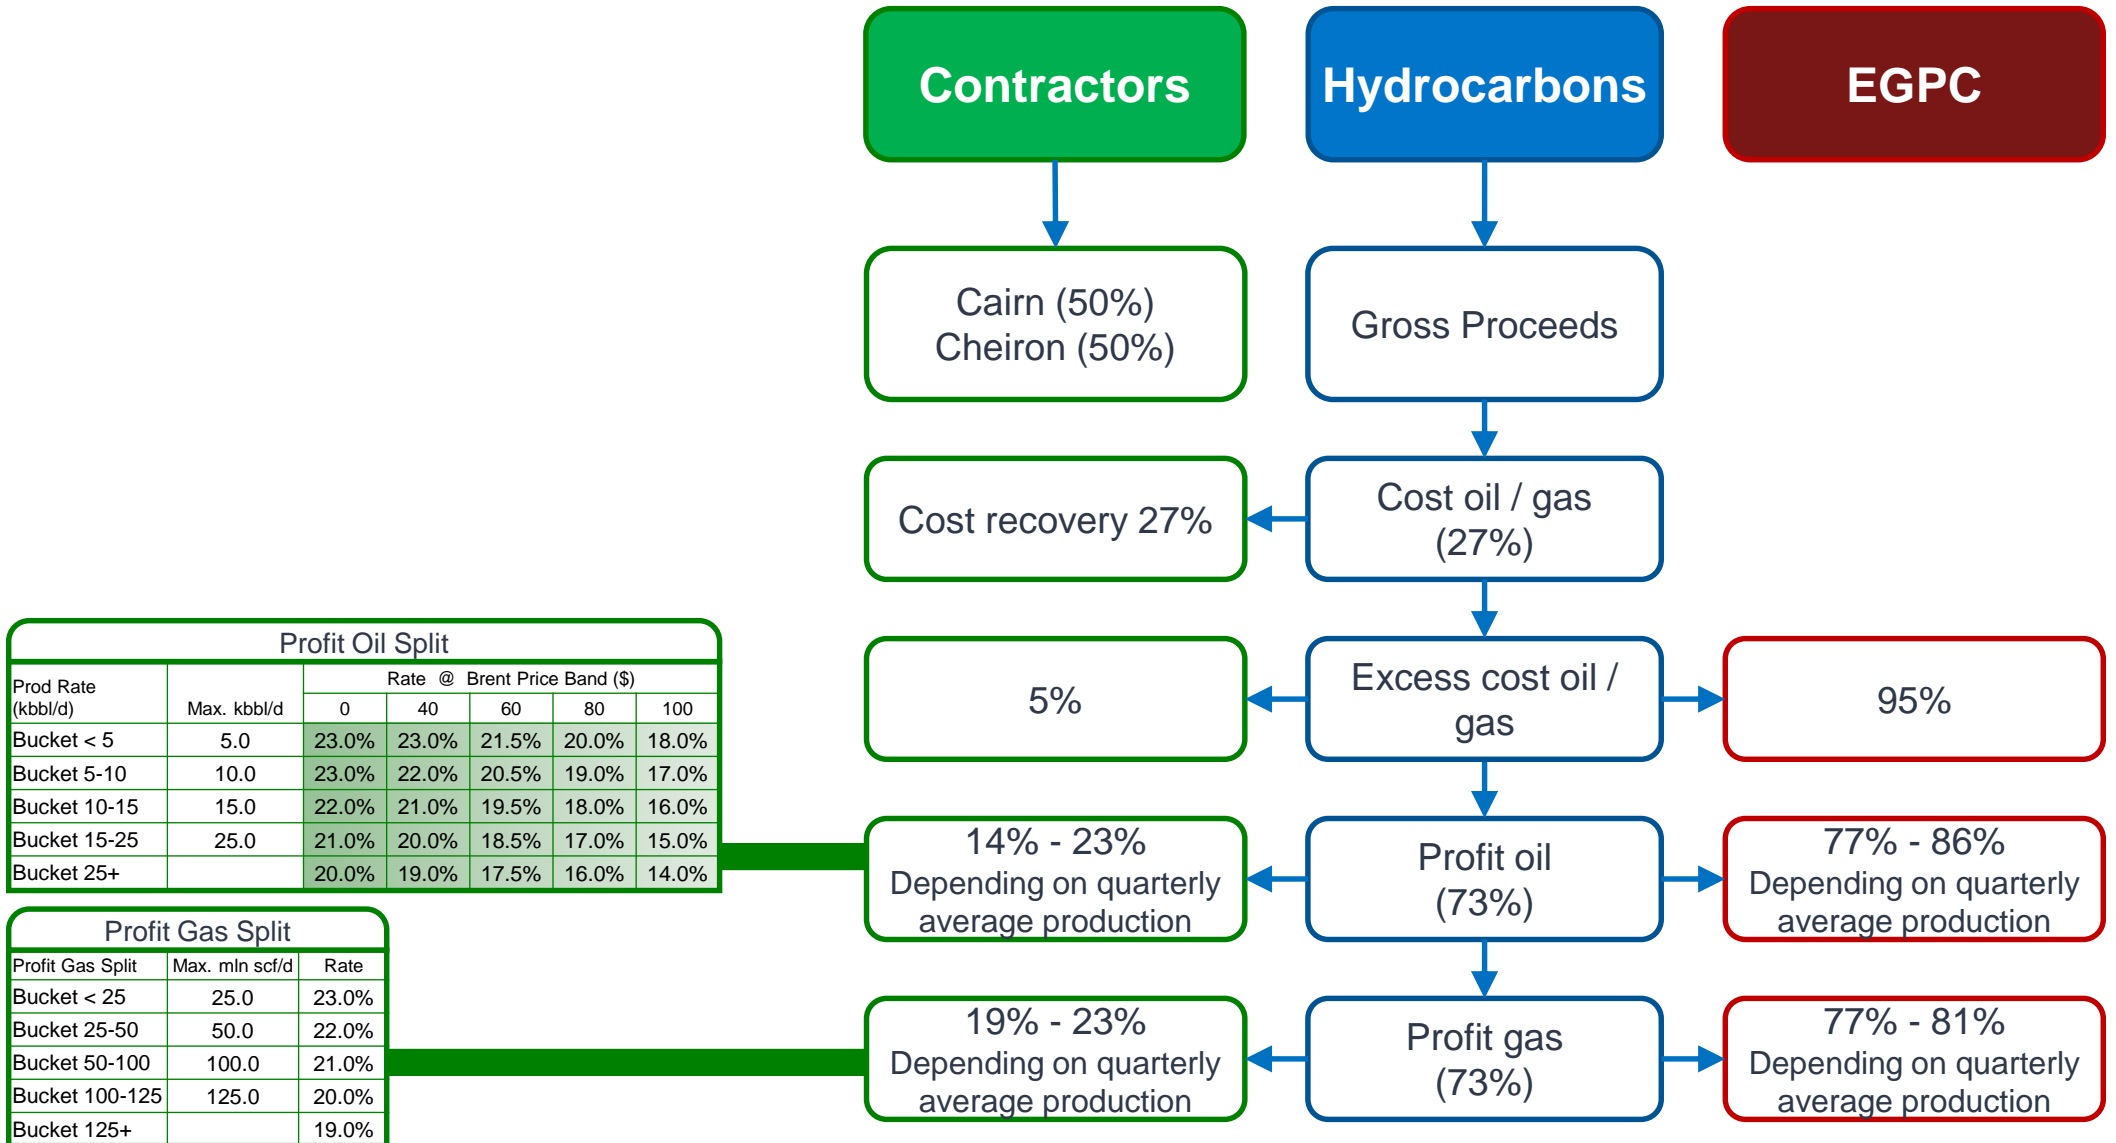 Contractors
Hydrocarbons
EGPC
Cairn (50%)
Cheiron (50%)
Gross Proceeds
Cost recovery 27%
Cost oil / gas
(27%)
5%
Excess cost oil /
gas
95%
14% - 23%
Depending on quarterly
average production
Profit oil
(73%)
77% - 86%
Depending on quarterly
average production
19% - 23%
Depending on quarterly
average production
Profit gas
(73%)
77% - 81%
Depending on quarterly
average production
Profit Oil Split
Prod Rate
(kbbl/d) Max. kbbl/d Rate @ Brent Price Band ($)
0 40 60 80 100
Bucket < 5 5.0 23.0% 23.0% 21.5% 20.0% 18.0%
Bucket 5-10 10.0 23.0% 22.0% 20.5% 19.0% 17.0%
Bucket 10-15 15.0 22.0% 21.0% 19.5% 18.0% 16.0%
Bucket 15-25 25.0 21.0% 20.0% 18.5% 17.0% 15.0%
Bucket 25+ 20.0% 19.0% 17.5% 16.0% 14.0%
Profit Gas Split
Profit Gas Split Max. mln scf/d Rate
Bucket < 25 25.0 23.0%
Bucket 25-50 50.0 22.0%
Bucket 50-100 100.0 21.0%
Bucket 100-125 125.0 20.0%
Bucket 125+ 19.0%